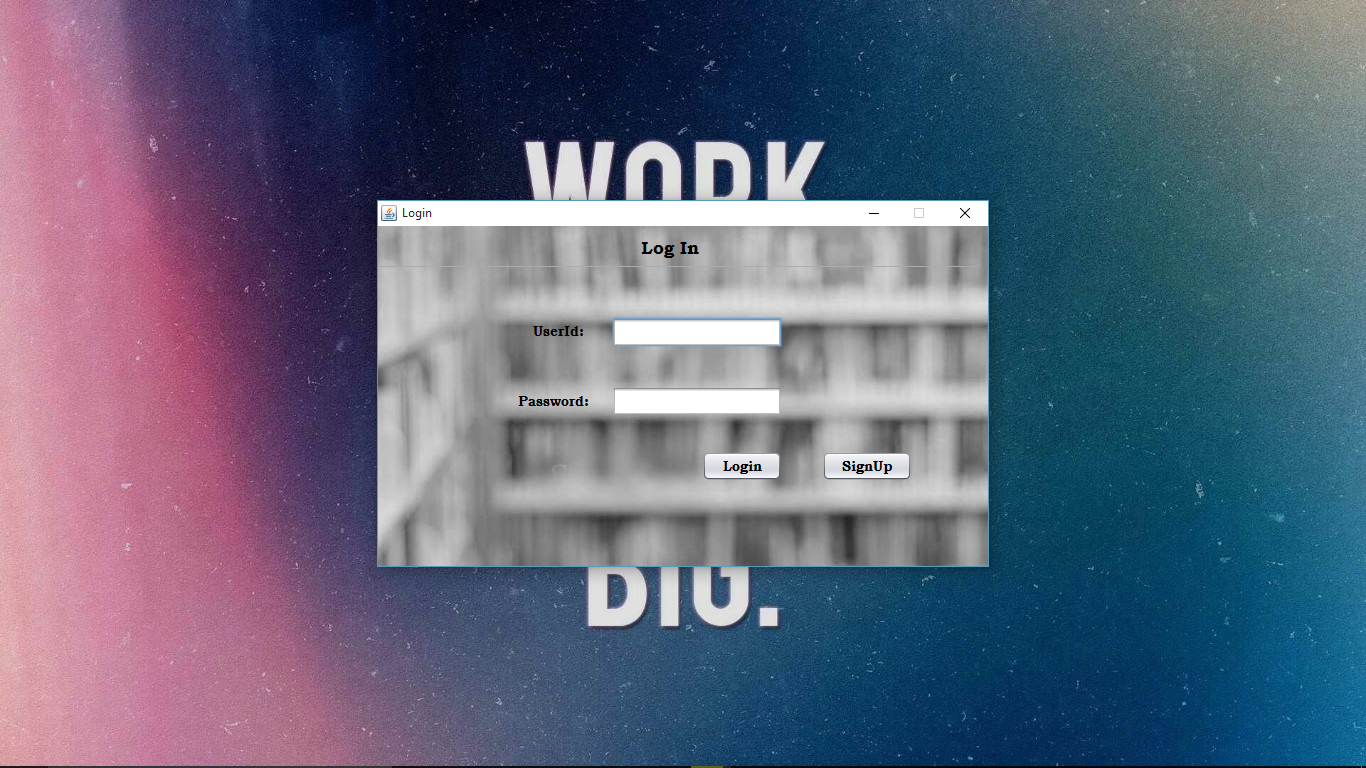 WORK
Login
Log In
UserId:
Password:
Login SignUp
BIG.